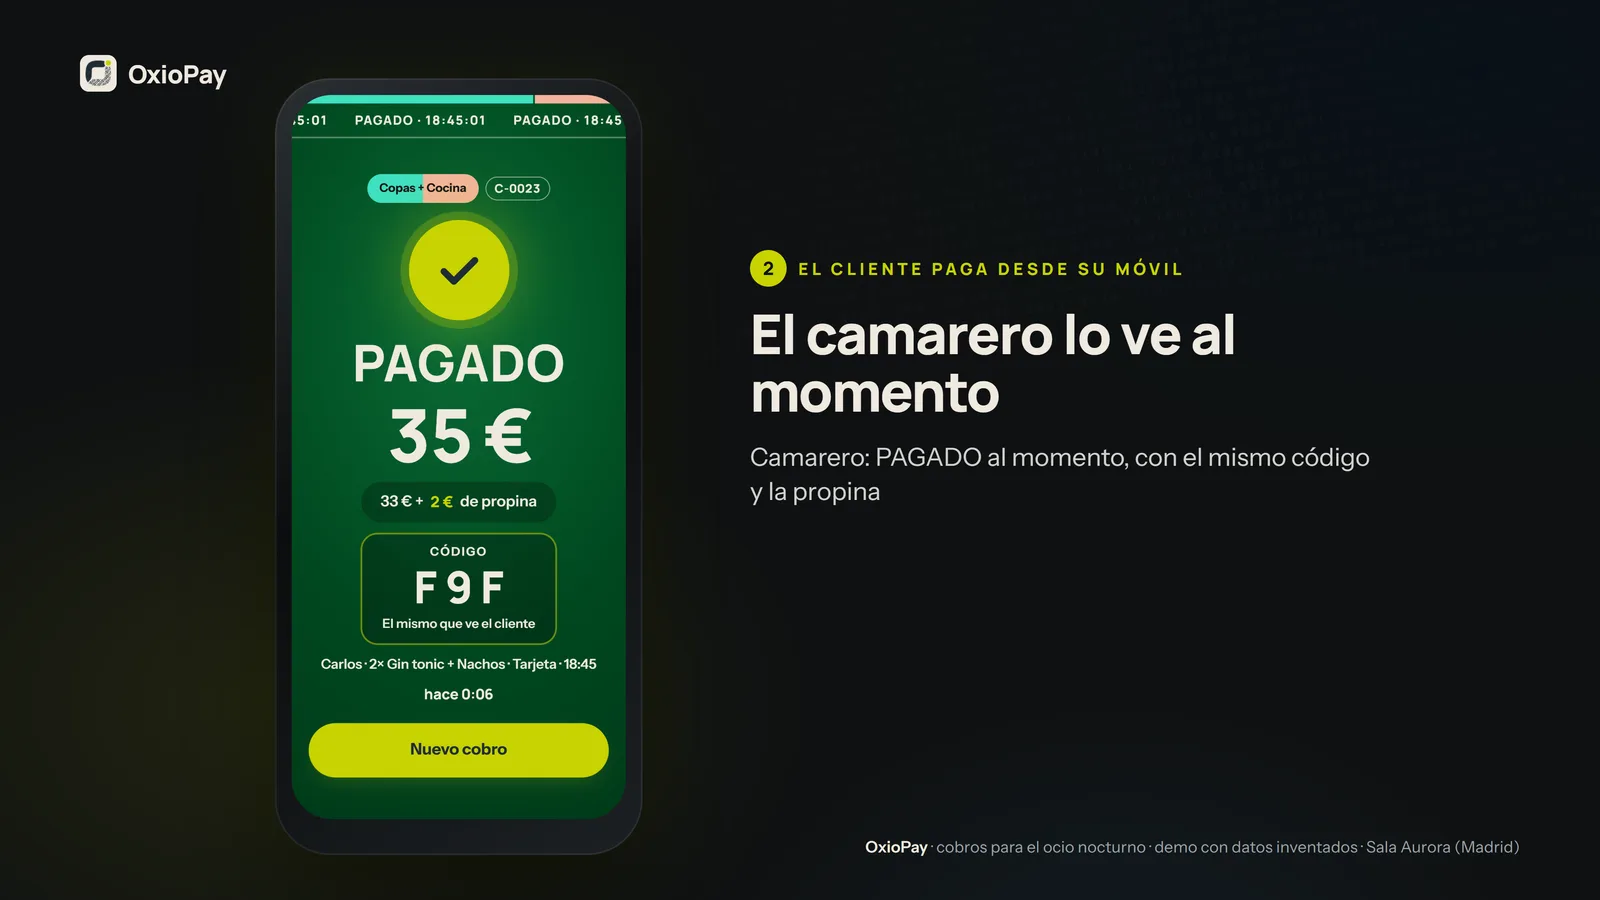 OxioPay
5:01 PAGADO · 18:45:01 PAGADO · 18:45
Copas + Cocina C-0023
PAGADO
35 €
33 € + 2 € de propina
CÓDIGO
F9F
El mismo que ve el cliente
Carlos · 2× Gin tonic + Nachos · Tarjeta · 18:45
hace 0:06
Nuevo cobro
2 EL CLIENTE PAGA DESDE SU MÓVIL
El camarero lo ve al
momento
Camarero: PAGADO al momento, con el mismo código
y la propina
OxioPay · cobros para el ocio nocturno · demo con datos inventados · Sala Aurora (Madrid)